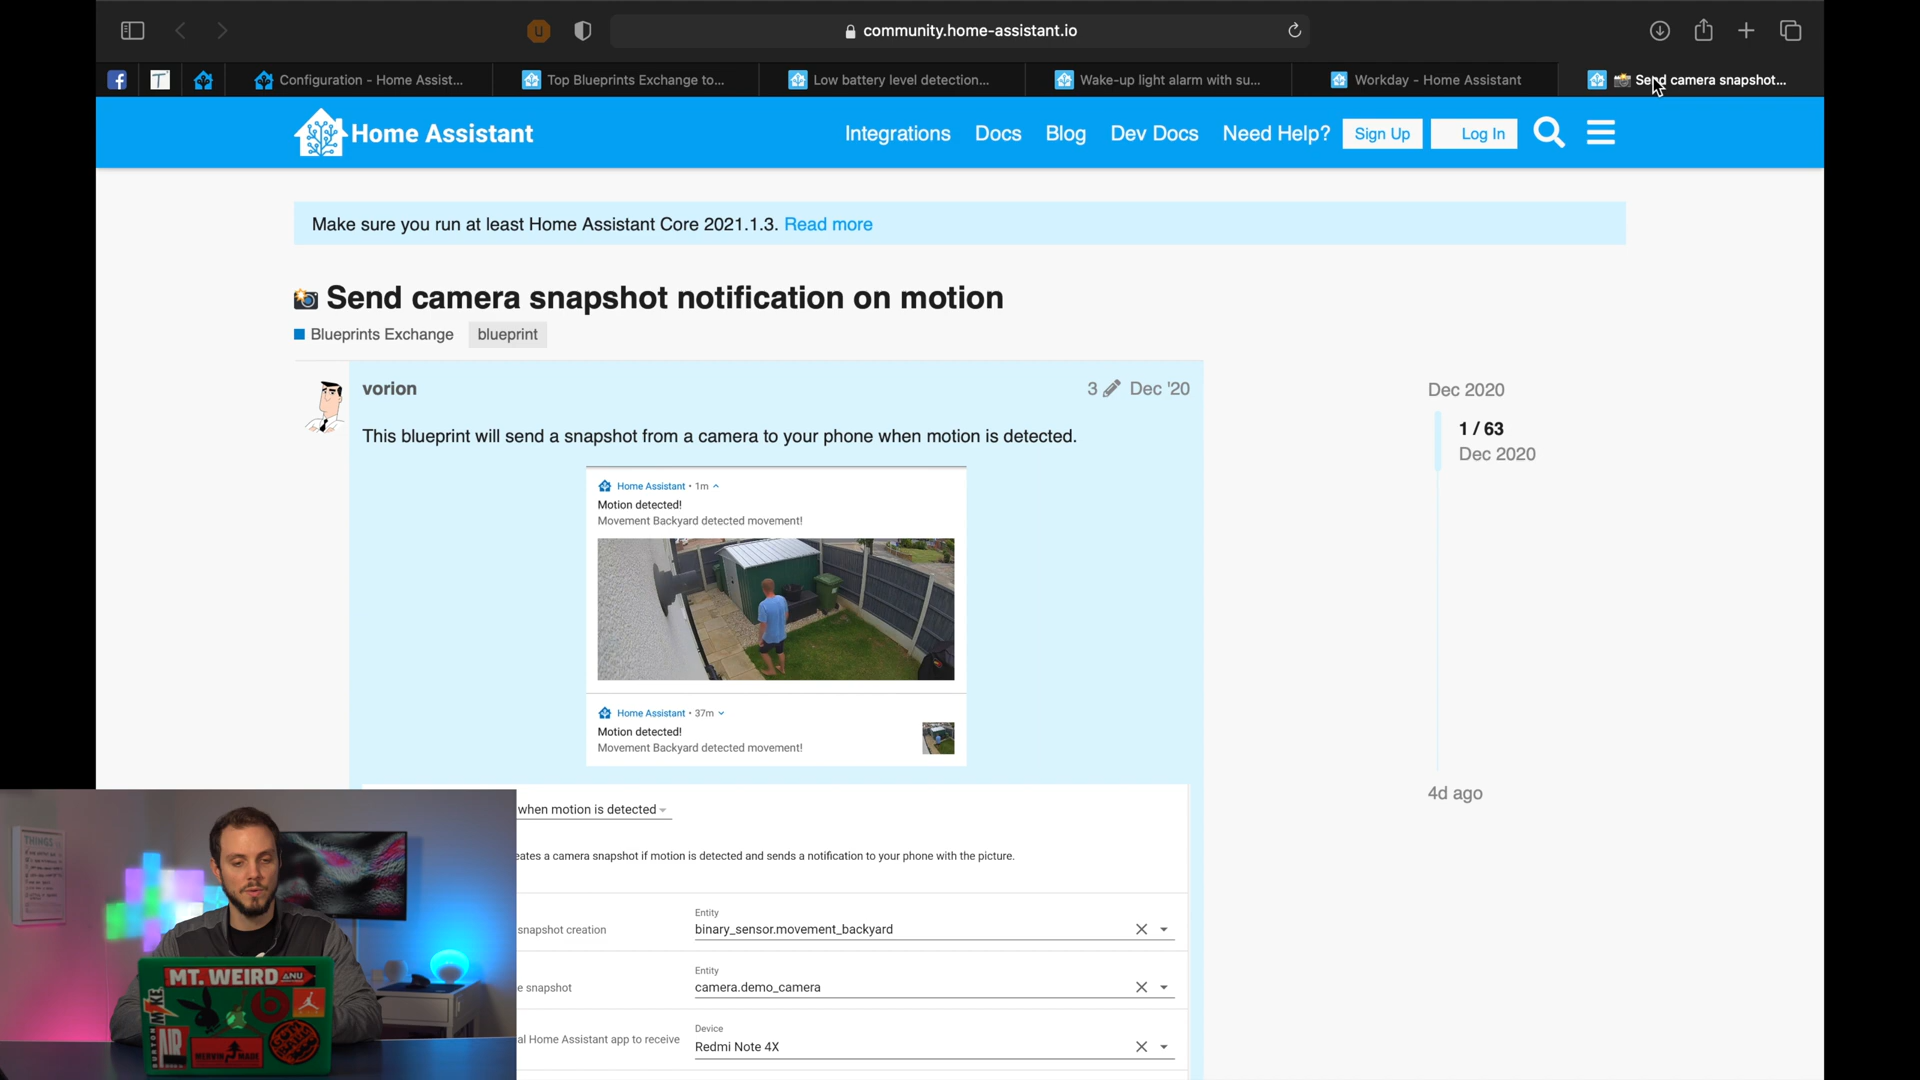 community.home-assistant.io
Configuration - Home Assist...
Top Blueprints Exchange to...
Low battery level detection...
Wake-up light alarm with su...
Workday - Home Assistant
Send camera snapshot...
Home Assistant
Integrations
Docs
Blog
Dev Docs
Need Help?
Sign Up
Log In
Make sure you run at least Home Assistant Core 2021.1.3. Read more
Send camera snapshot notification on motion
Blueprints Exchange
blueprint
vorion
3
Dec '20
This blueprint will send a snapshot from a camera to your phone when motion is detected.
Home Assistant • 1m
Motion detected!
Movement Backyard detected movement!
Home Assistant • 37m
Motion detected!
Movement Backyard detected movement!
Dec 2020
1 / 63
Dec 2020
4d ago
when motion is detected
eates a camera snapshot if motion is detected and sends a notification to your phone with the picture.
snapshot creation
Entity
binary_sensor.movement_backyard
e snapshot
Entity
camera.demo_camera
al Home Assistant app to receive
Device
Redmi Note 4X
THINGS
MT. WEIRD
ANU
MAKE
BURTON
AIR
MERVIN MADE